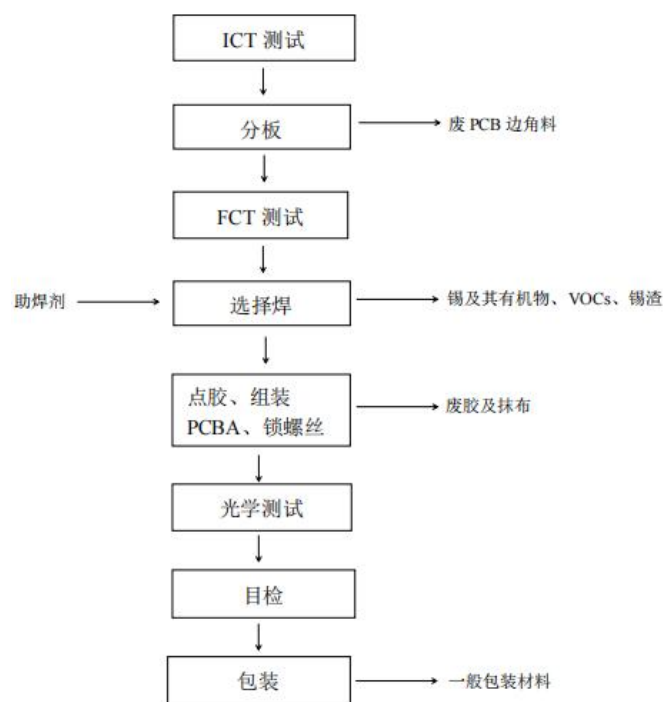 ICT 测试
分板
废 PCB 边角料
FCT 测试
助焊剂
选择焊
锡及其有机物、VOCs、锡渣
点胶、组装
PCBA、锁螺丝
废胶及抹布
光学测试
目检
包装
一般包装材料